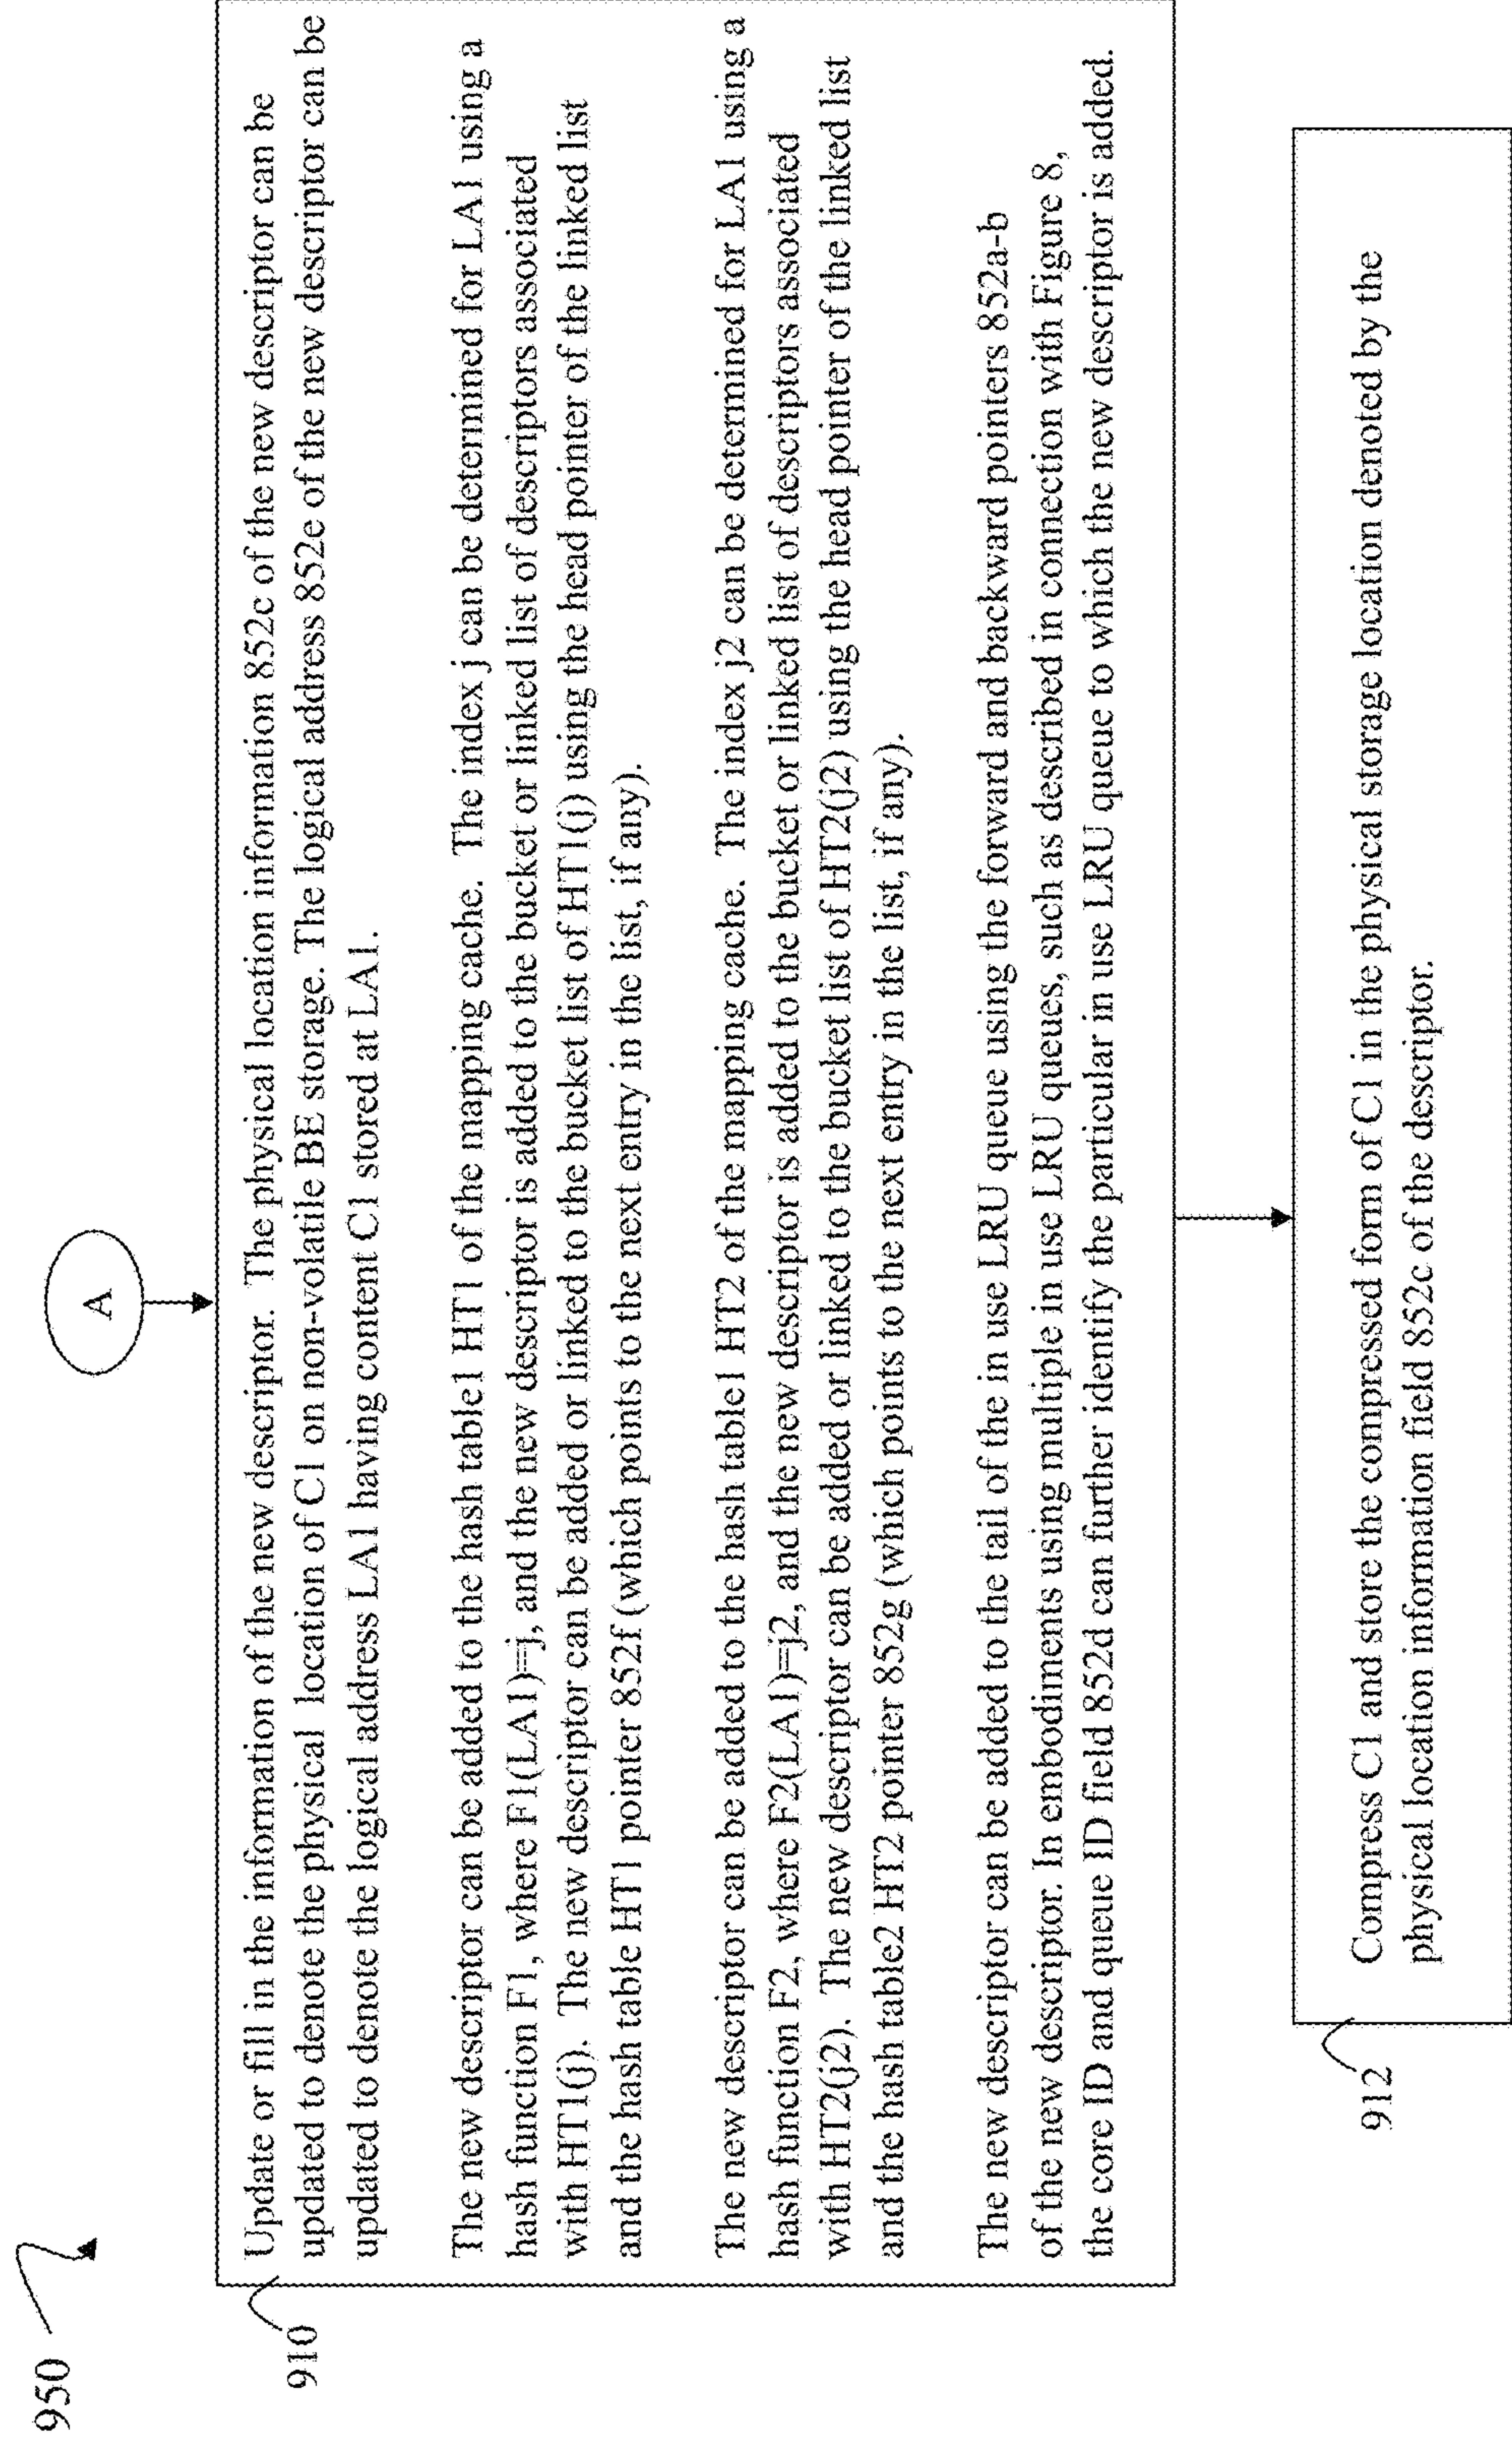 950
A
910
Update or fill in the information of the new descriptor. The physical location information 852c of the new descriptor can be
updated to denote the physical location of C1 on non-volatile BE storage. The logical address 852e of the new descriptor can be
updated to denote the logical address LA1 having content C1 stored at LA1.
The new descriptor can be added to the hash table1 HT1 of the mapping cache. The index j can be determined for LA1 using a
hash function F1, where F1(LA1)=j, and the new descriptor is added to the bucket or linked list of descriptors associated
with HT1(j). The new descriptor can be added or linked to the bucket list of HT1(j) using the head pointer of the linked list
and the hash table HT1 pointer 852f (which points to the next entry in the list, if any).
The new descriptor can be added to the hash table1 HT2 of the mapping cache. The index j2 can be determined for LA1 using a
hash function F2, where F2(LA1)=j2, and the new descriptor is added to the bucket or linked list of descriptors associated
with HT2(j2). The new descriptor can be added or linked to the bucket list of HT2(j2) using the head pointer of the linked list
and the hash table2 HT2 pointer 852g (which points to the next entry in the list, if any).
The new descriptor can be added to the tail of the in use LRU queue using the forward and backward pointers 852a-b
of the new descriptor. In embodiments using multiple in use LRU queues, such as described in connection with Figure 8,
the core ID and queue ID field 852d can further identify the particular in use LRU queue to which the new descriptor is added.
912
Compress C1 and store the compressed form of C1 in the physical storage location denoted by the
physical location information field 852c of the descriptor.